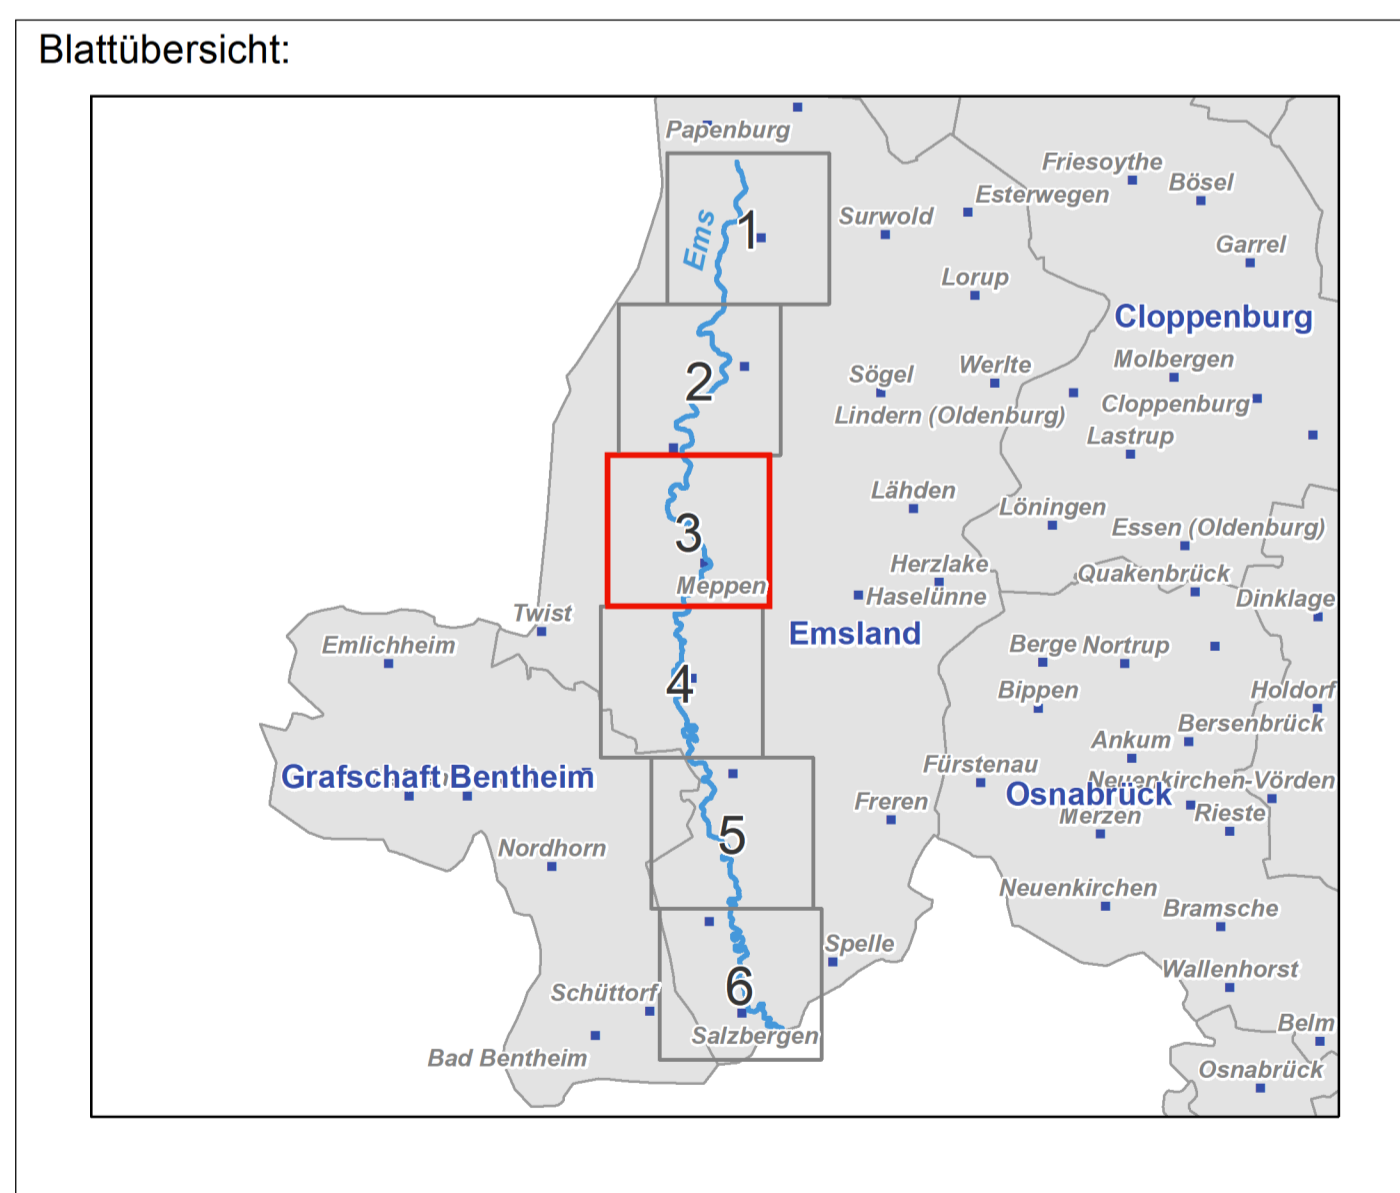 Blattübersicht:
Papenburg
Friesoythe
Bösel
Esterwegen
Surwold
Ems
1
Garrel
Lorup
Cloppenburg
2
Sögel
Werlte
Molbergen
Lindern (Oldenburg)
Cloppenburg
Lastrup
Lähden
Löningen
Essen (Oldenburg)
3
Herzlake
Quakenbrück
Meppen
Haselünne
Dinklage
Twist
Emsland
Emlichheim
Berge
Nortrup
4
Bippen
Holdorf
Bersenbrück
Ankum
Fürstenau
Grafschaft Bentheim
Neuenkirchen-Vörden
Osnabrück
Freren
Merzen
Rieste
5
Nordhorn
Neuenkirchen
Bramsche
Spelle
Wallenhorst
6
Schüttorf
Salzbergen
Belm
Bad Bentheim
Osnabrück